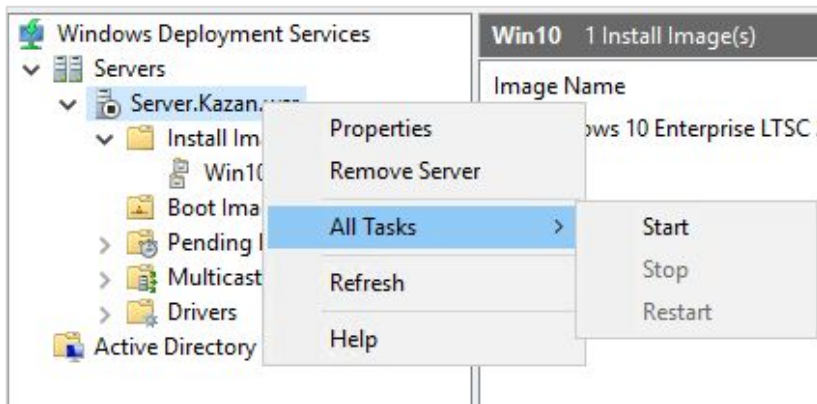 Windows Deployment Services
Servers
Server.Kazan.
Install Im
Win10
Boot Ima
Pending
Multicast
Drivers
Active Directory
Win10 1 Install Image(s)
Image Name
ows 10 Enterprise LTSC
Properties
Remove Server
All Tasks >
Refresh
Help
Start
Stop
Restart